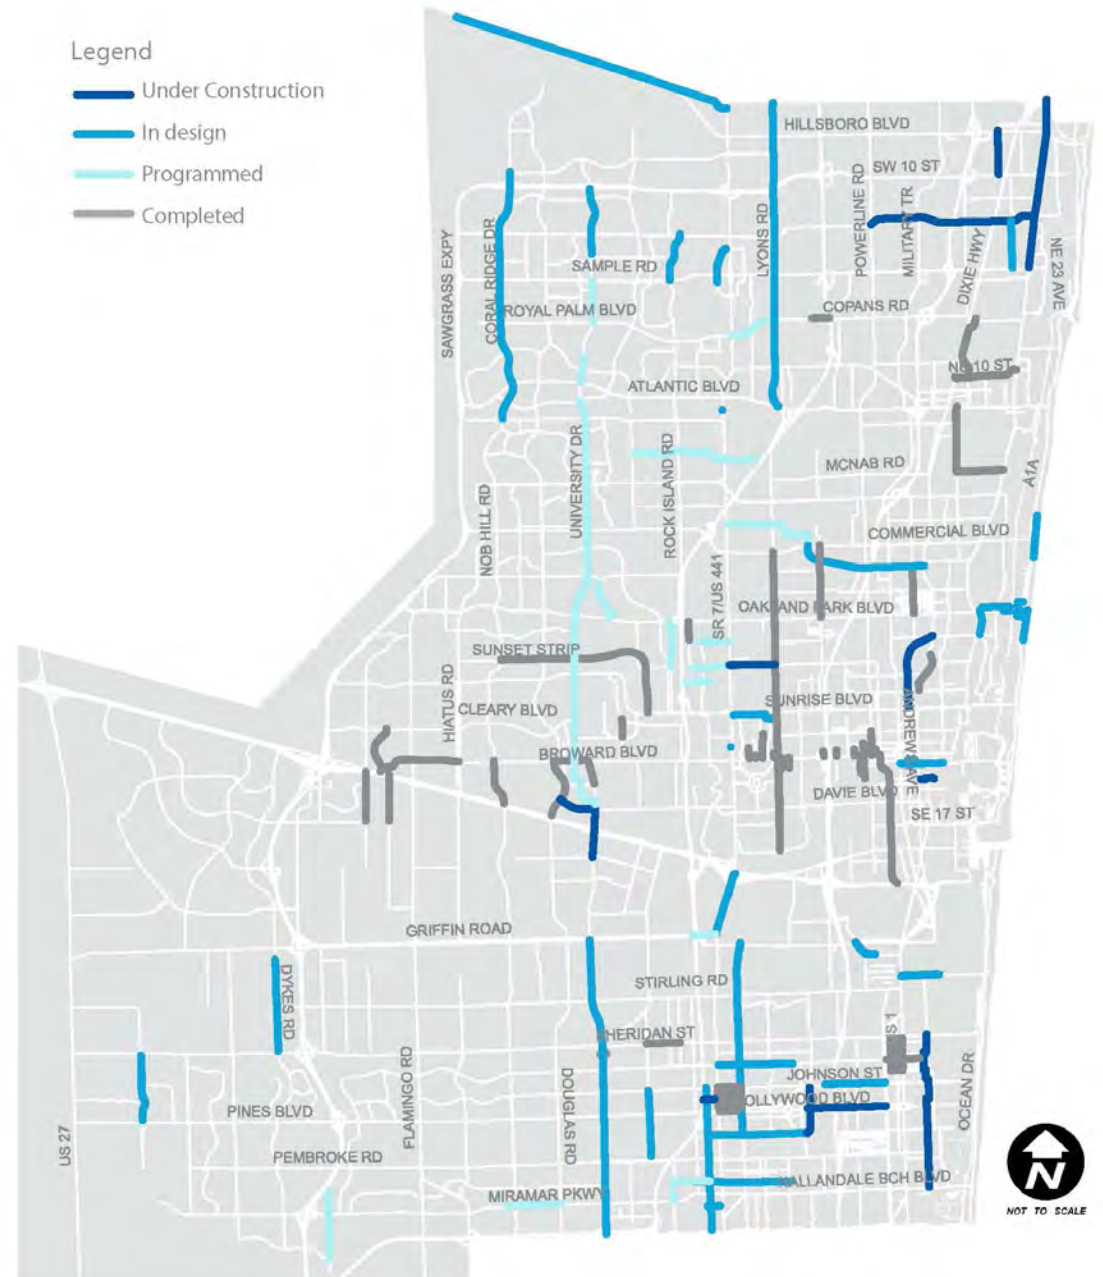 Legend
Under Construction
In design
Programmed
Completed
HILLSBORO BLVD
SW 10 ST
POWERLINE RD
MILITARY TR
LYONS RD
DIXIE HWY
NE 23 AVE
SAWGRASS EXPY
CORAL RIDGE DR
SAMPLE RD
ROYAL PALM BLVD
COPANS RD
NE 10 ST
ATLANTIC BLVD
UNIVERSITY DR
ROCK ISLAND RD
MCNAB RD
A1A
NOB HILL RD
COMMERCIAL BLVD
SR 7/US 441
OAKLAND PARK BLVD
SUNSET STRIP
HIATUS RD
CLEARY BLVD
SUNRISE BLVD
ANDREWS AVE
BROWARD BLVD
DAVIE BLVD
SE 17 ST
GRIFFIN ROAD
DYKES RD
STIRLING RD
SHERIDAN ST
S 1
JOHNSON ST
OLLYWOOD BLVD
OCEAN DR
FLAMINGO RD
DOUGLAS RD
PINES BLVD
US 27
PEMBROKE RD
MIRAMAR PKWY
HALLANDALE BCH BLVD
N
NOT TO SCALE